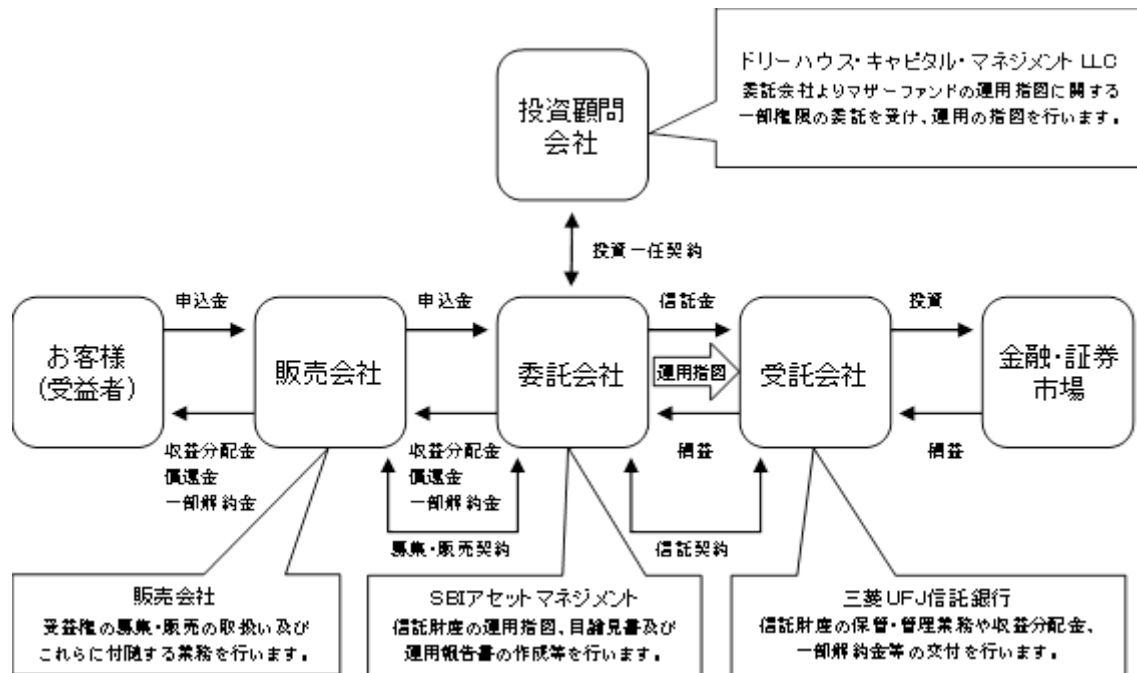 ドリーハウス・キャピタル・マネジメント LLC
委託会社よりマザーファンドの運用指図に関する
一部権限の委託を受け、運用の指図を行います。
投資顧問
会社
投資一任契約
申込金
申込金
信託金
投資
お客様
(受益者)
販売会社
委託会社
運用指図
受託会社
金融・証券
市場
収益分配金
償還金
一部解約金
収益分配金
償還金
一部解約金
損益
損益
募集・販売契約
信託契約
販売会社
受益権の募集・販売の取扱い及び
これらに付随する業務を行います。
SBIアセットマネジメント
信託財産の運用指図、目論見書及び
運用報告書の作成等を行います。
三菱UFJ信託銀行
信託財産の保管・管理業務や収益分配金、
一部解約金等の交付を行います。